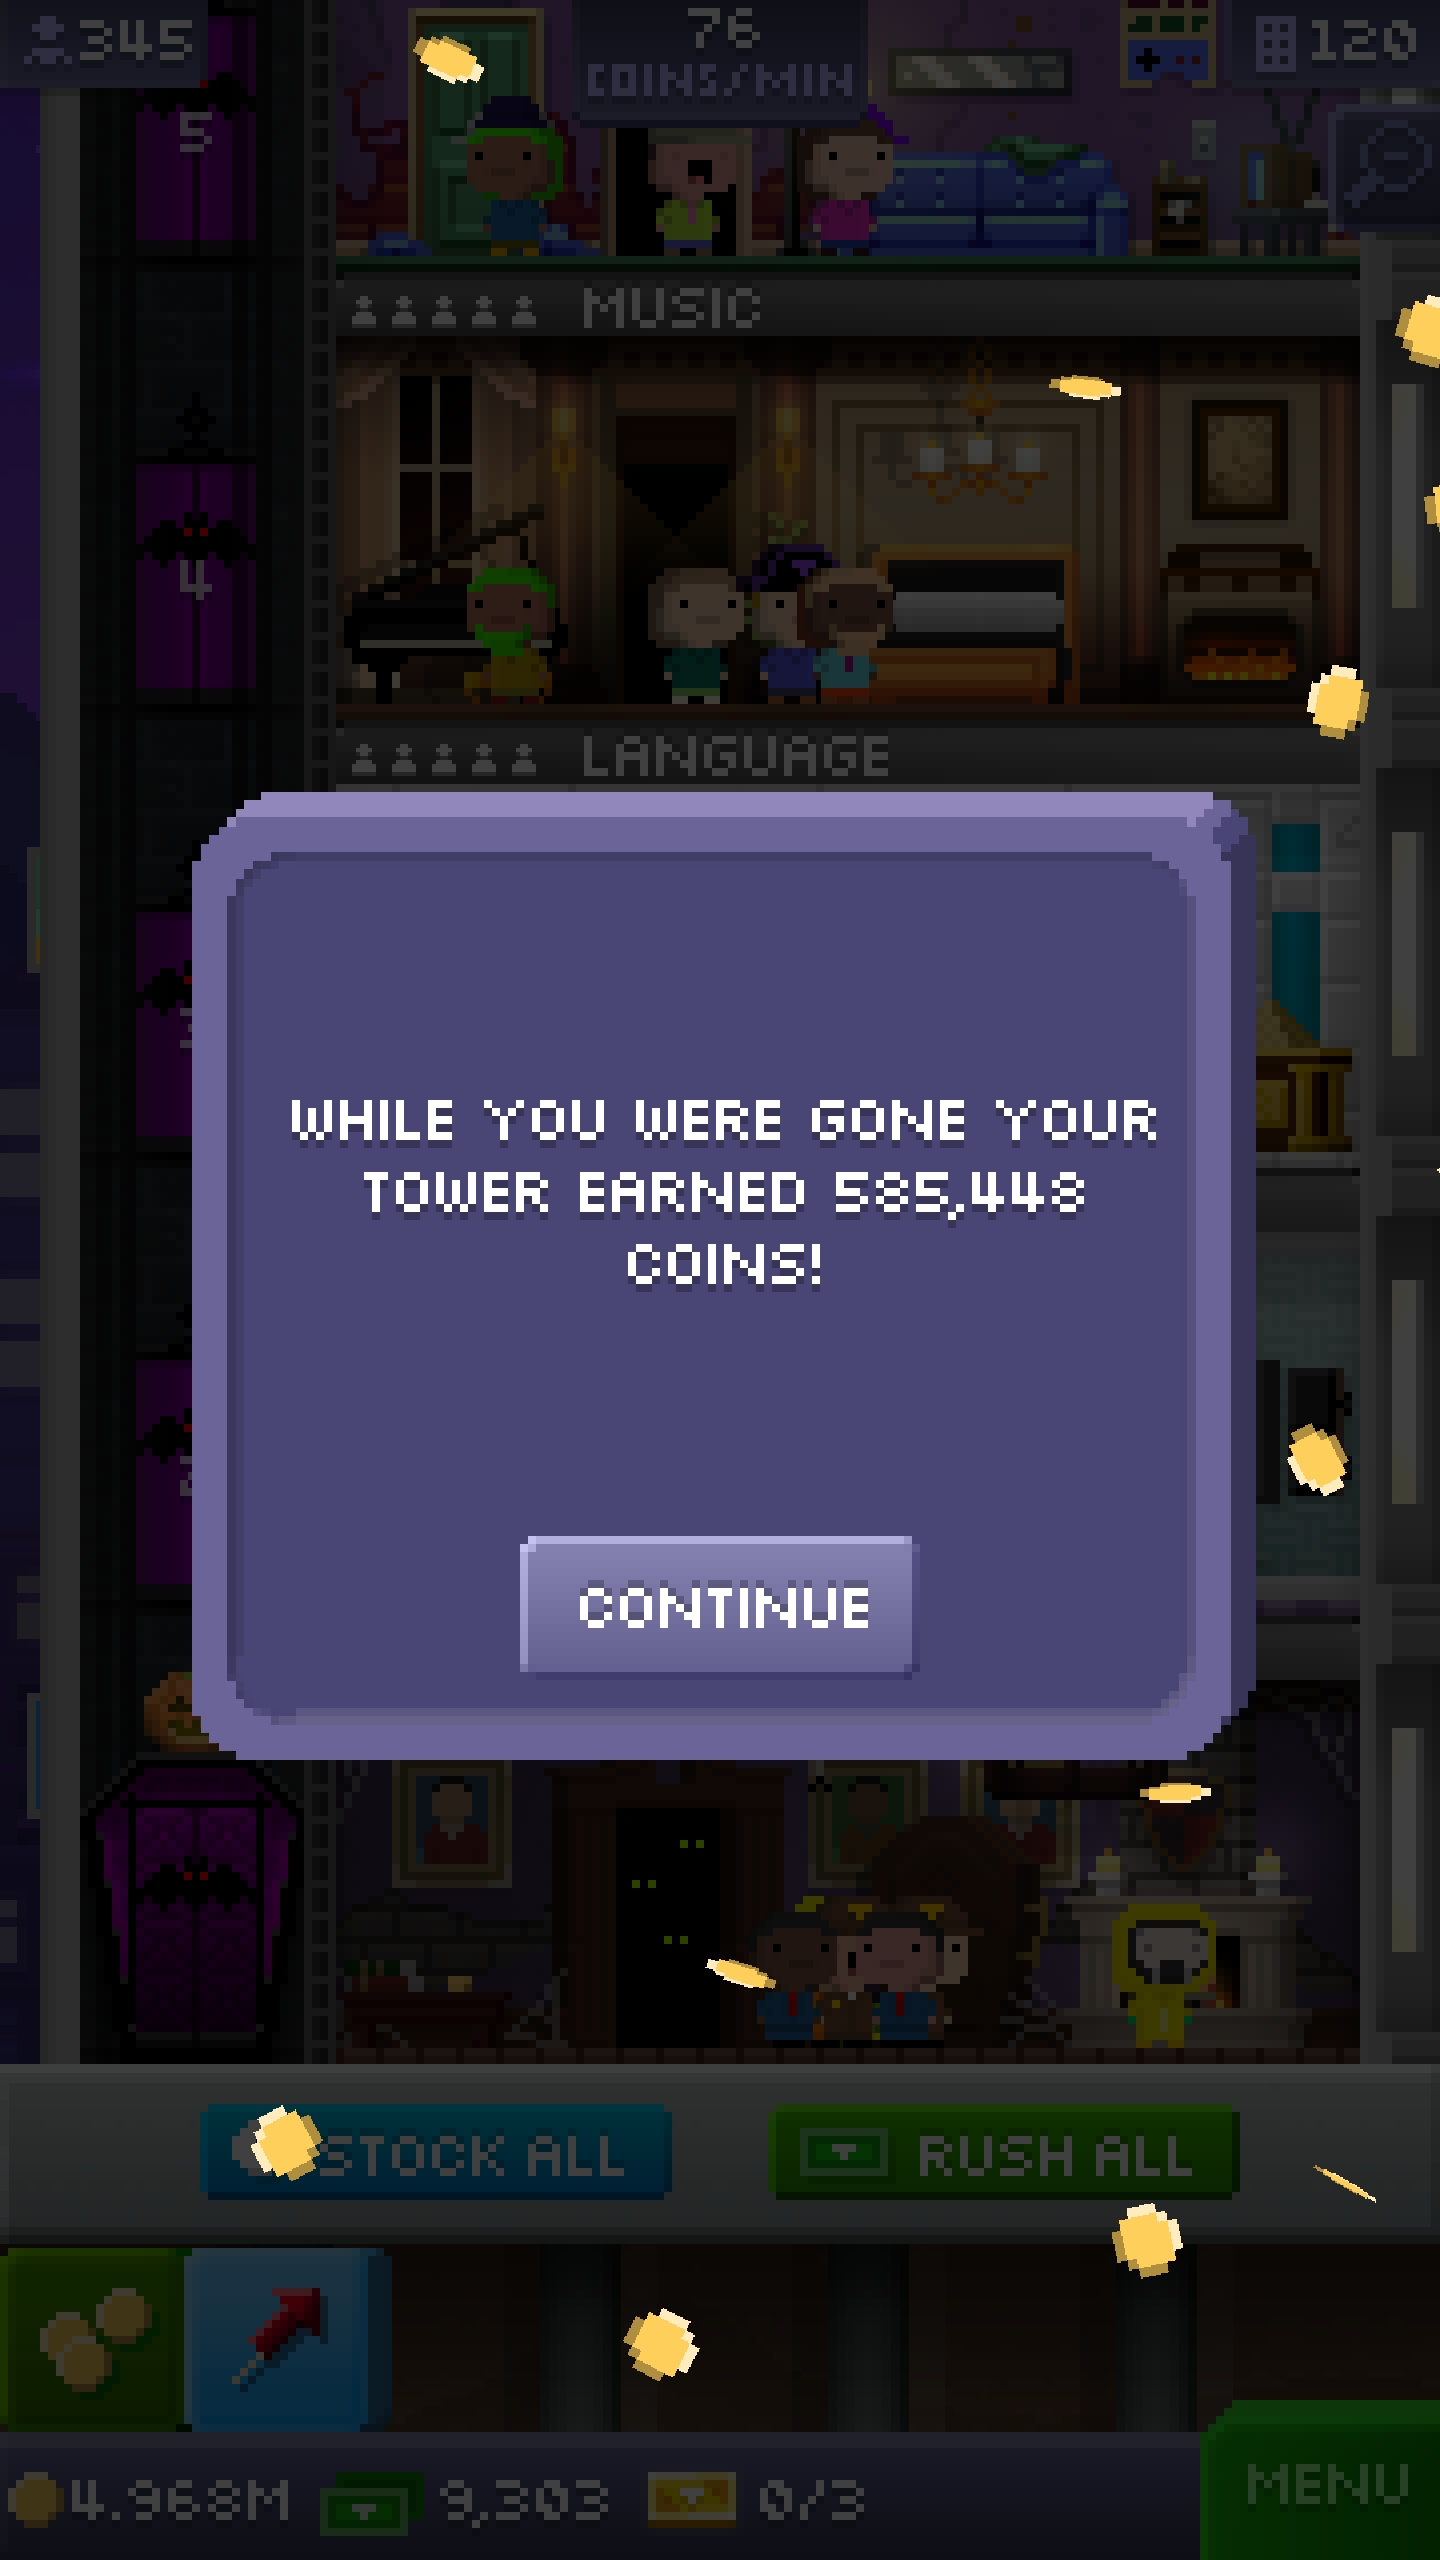 345
76
COINS/MIN
120
5
MUSIC
4
LANGUAGE
WHILE YOU WERE GONE YOUR
TOWER EARNED 585,448
COINS!
CONTINUE
STOCK ALL
RUSH ALL
4.968M
9,303
0/3
MENU